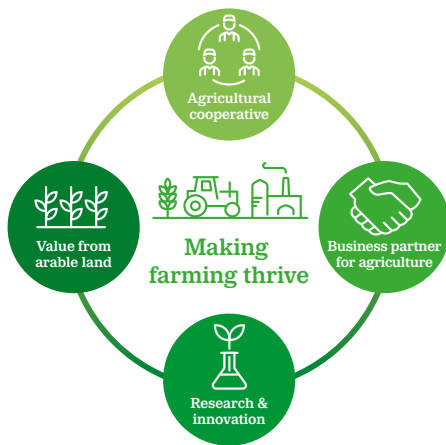 Agricultural
cooperative
Value from
arable land
Making
farming thrive
Business partner
for agriculture
Research &
innovation